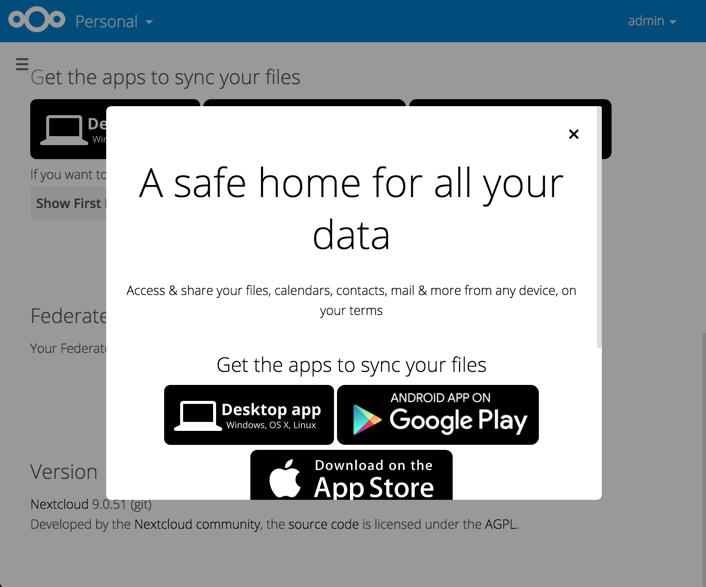 Personal
admin
Get the apps to sync your files
If you want to
Show First
×
A safe home for all your
data
Access & share your files, calendars, contacts, mail & more from any device, on
your terms
Get the apps to sync your files
Desktop app
Windows, OS X, Linux
ANDROID APP ON
Google Play
Download on the
App Store
Federate
Your Federate
Version
Nextcloud 9.0.51 (git)
Developed by the Nextcloud community, the source code is licensed under the AGPL.